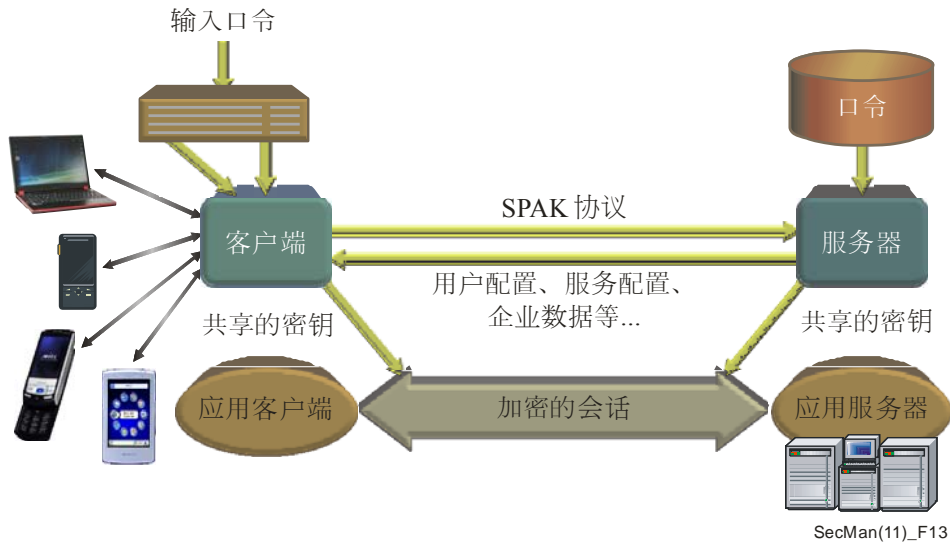 输入口令
口令
SPAK 协议
客户端
服务器
用户配置、服务配置、
企业数据等...
共享的密钥
共享的密钥
应用客户端
加密的会话
应用服务器
SecMan(11)_F13